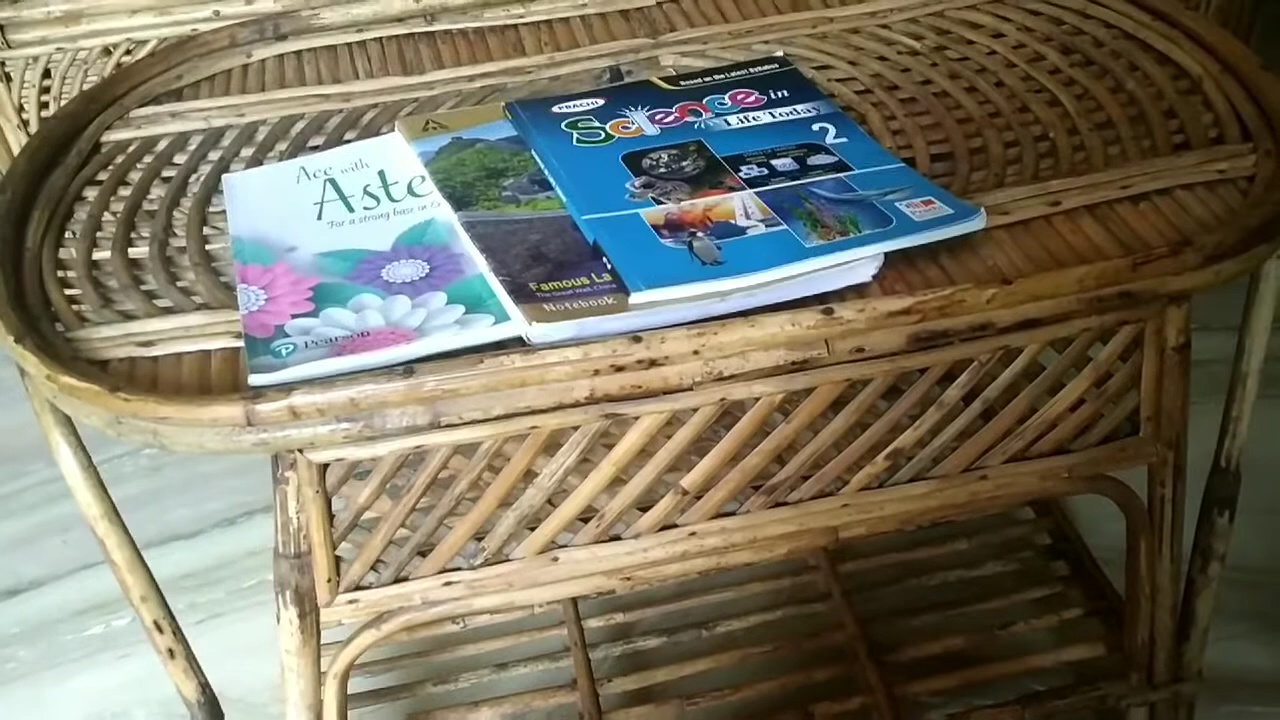 Ace with
Aste
For a strong base in
Pearson
Famous La
The Great Wall, China
Notebook
Based on the Latest Syllabus
PRACHI
Science in
Life Today
2